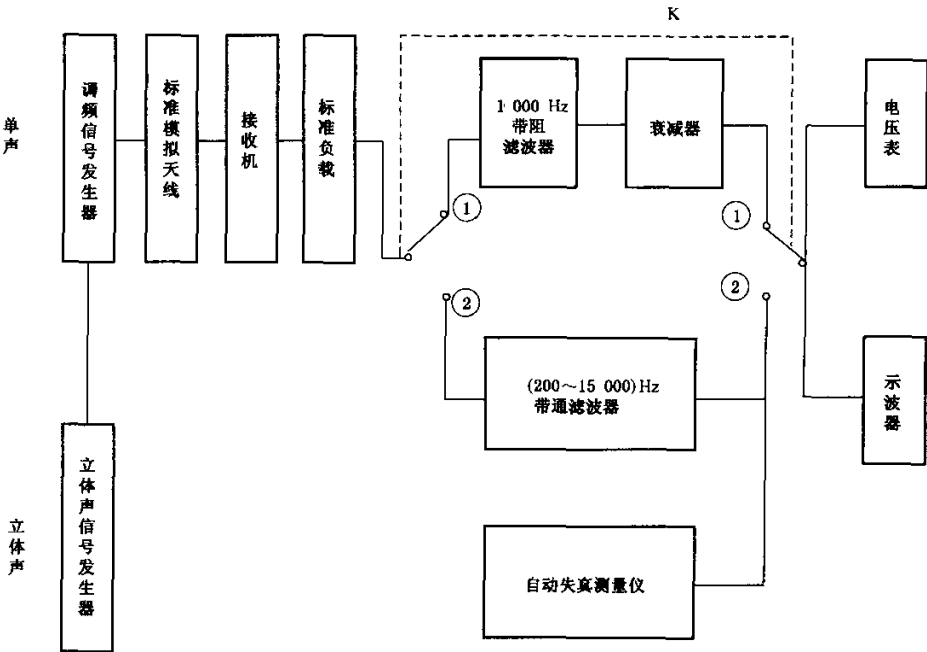 K
单声
调频信号发生器
标准模拟天线
接收机
标准负载
1 000 Hz
带阻
滤波器
衰减器
电压表
①
①
②
②
(200～15 000)Hz
带通滤波器
示波器
立体声
立体声信号发生器
自动失真测量仪